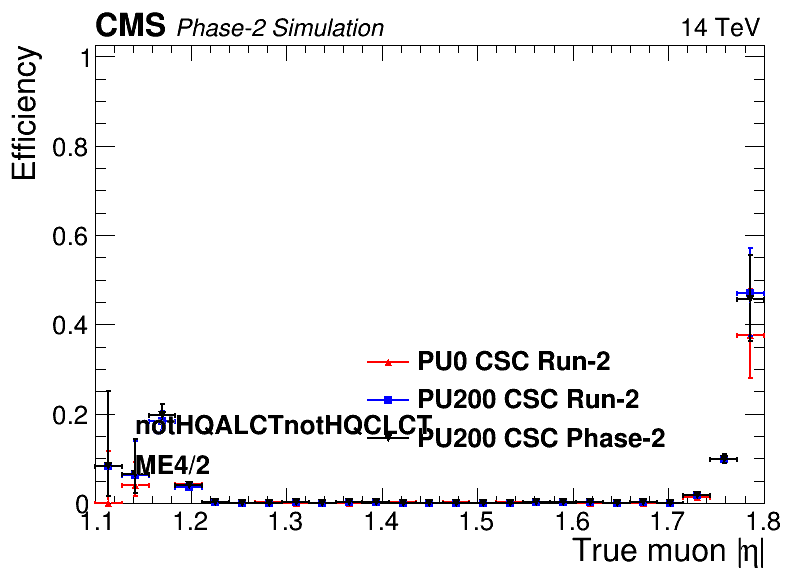 CMS Phase-2 Simulation 14 TeV
Efficiency
1
0.8
0.6
0.4
0.2
0
PU0 CSC Run-2
PU200 CSC Run-2
PU200 CSC Phase-2
notHQALCTnotHQCLCT
ME4/2
1.1 1.2 1.3 1.4 1.5 1.6 1.7 1.8
True muon |η|